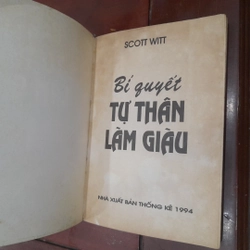 SCOTT WITT
Bí quyết
TỰ THÂN
LÀM GIÀU
NHÀ XUẤT BẢN THỐNG KÊ 1994